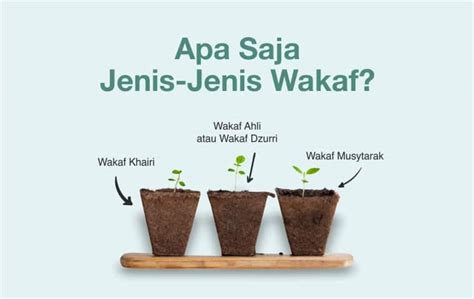 Apa Saja
Jenis-Jenis Wakaf?
Wakaf Ahli
atau Wakaf Dzurri
Wakaf Khairi
Wakaf Musytarak